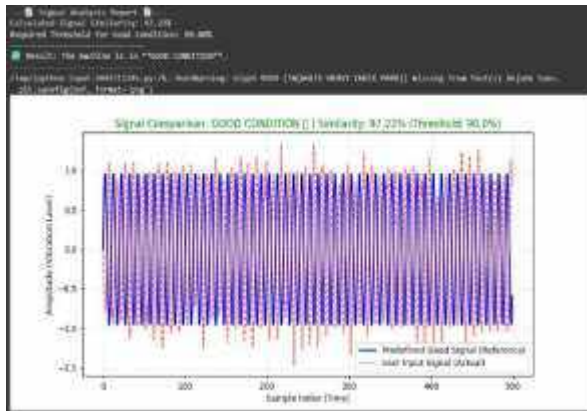 Signal Analysis Report
Calculated Signal Similarity: 97.22%
Required Threshold for Good Condition: 90.00%
Result: The machine is in **GOOD CONDITION**.
Signal Comparison: GOOD CONDITION ▯ | Similarity: 97.22% (Threshold: 90.0%)
Amplitude (Vibration Level)
1.0
0.5
0.0
−0.5
−1.0
−1.5
0
100
200
300
400
500
Sample Index (Time)
Predefined Good Signal (Reference)
User Input Signal (Actual)